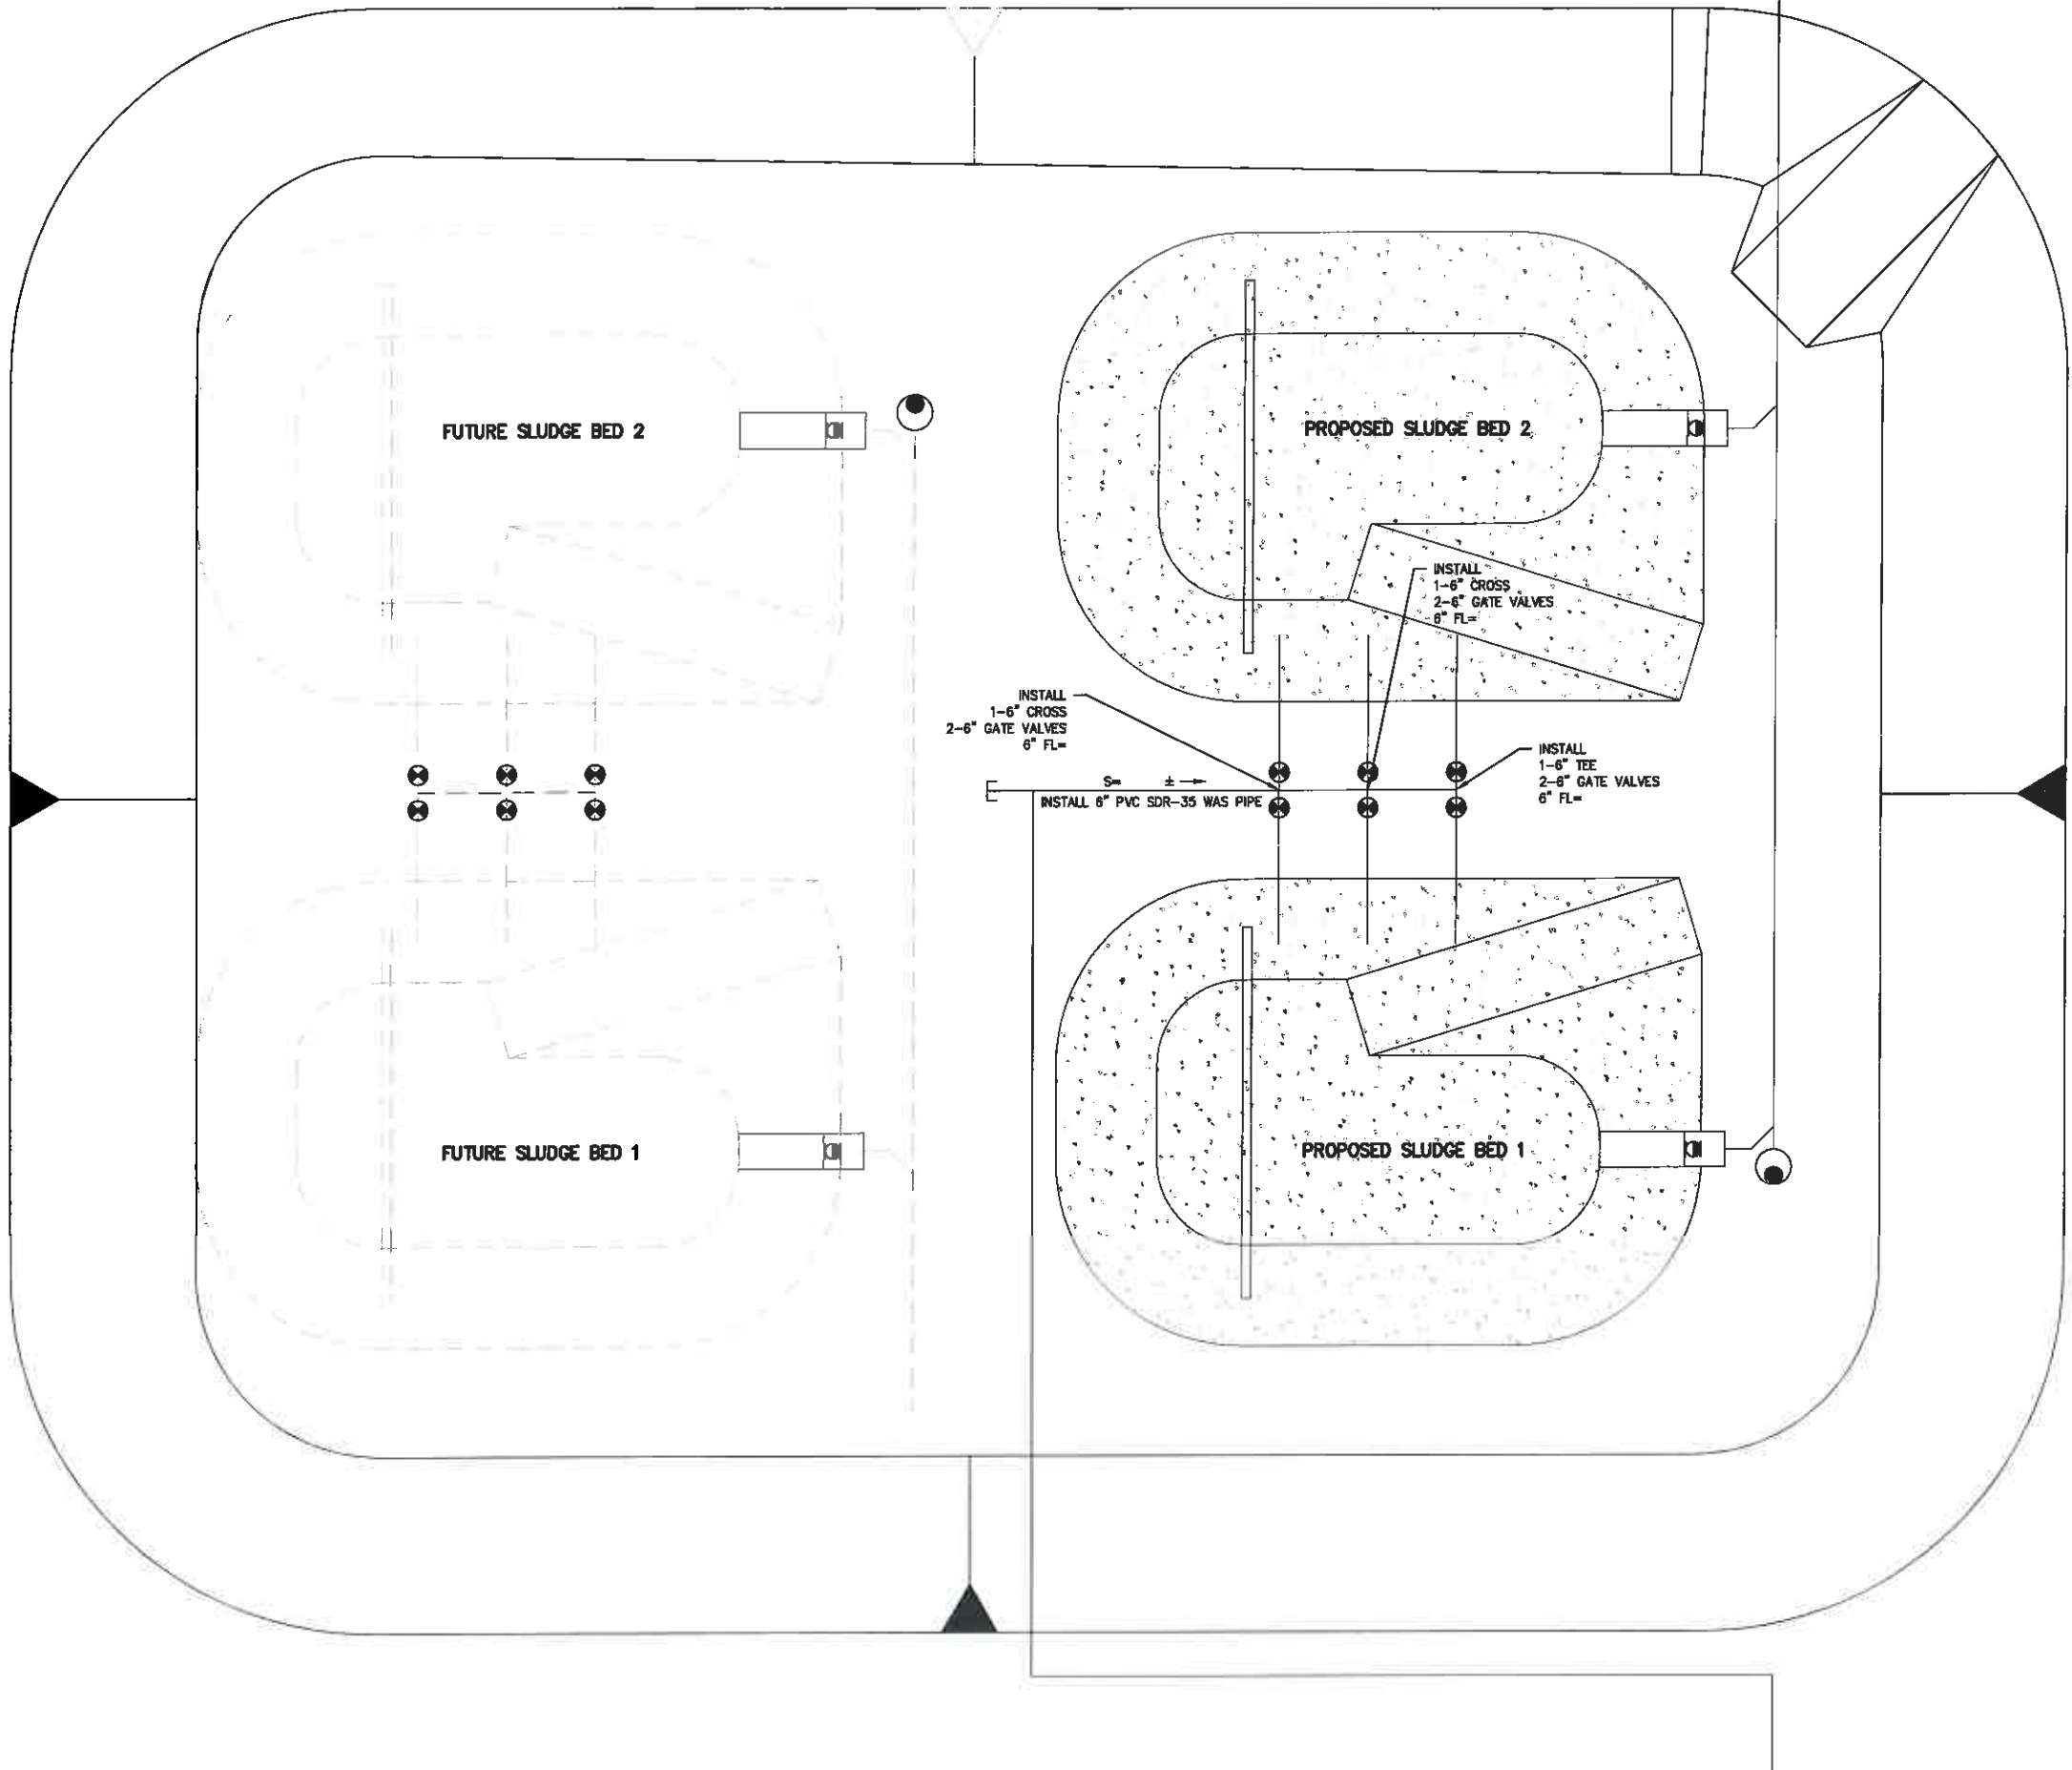 FUTURE SLUDGE BED 2
PROPOSED SLUDGE BED 2
INSTALL
1-6" CROSS
2-6" GATE VALVES
6" FL=
INSTALL
1-6" CROSS
2-6" GATE VALVES
6" FL=
INSTALL
1-6" TEE
2-6" GATE VALVES
6" FL=
S= ±
INSTALL 6" PVC SDR-35 WAS PIPE
FUTURE SLUDGE BED 1
PROPOSED SLUDGE BED 1